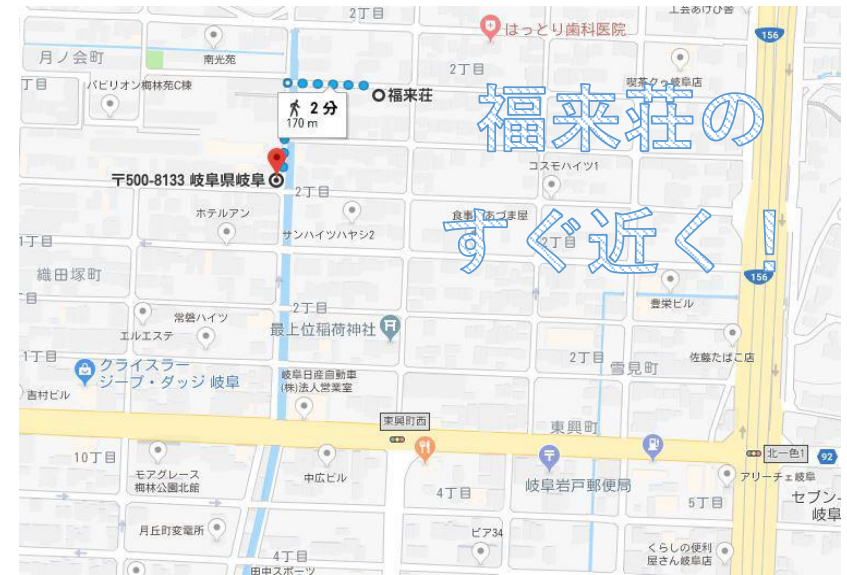 2丁目
工芸あけび舎
156
はっとり歯科医院
月ノ会町
南光苑
2丁目
喫茶クゥ岐阜店
丁目
パビリオン梅林苑C棟
2 分
170 m
福来荘
福来荘の
コスモハイツ1
〒500-8133 岐阜県岐阜
2丁目
ホテルアン
サンハイツハヤシ2
あづま屋
すぐ近く!
1丁目
2丁目
織田塚町
156
豊栄ビル
2丁目
常磐ハイツ
エルエステ
最上位稲荷神社
佐藤たばこ店
1丁目
2丁目
雪見町
クライスラー
ジープ・ダッジ 岐阜
岐阜日産自動車
(株)法人営業室
吉村ビル
東興町西
東興町
10丁目
北一色1
92
モアグレース
梅林公園北館
中広ビル
岐阜岩戸郵便局
アリーチェ岐阜
4丁目
5丁目
セブン
岐阜
月丘町変電所
ピア34
くらしの便利
屋さん岐阜店
4丁目
田中スポーツ